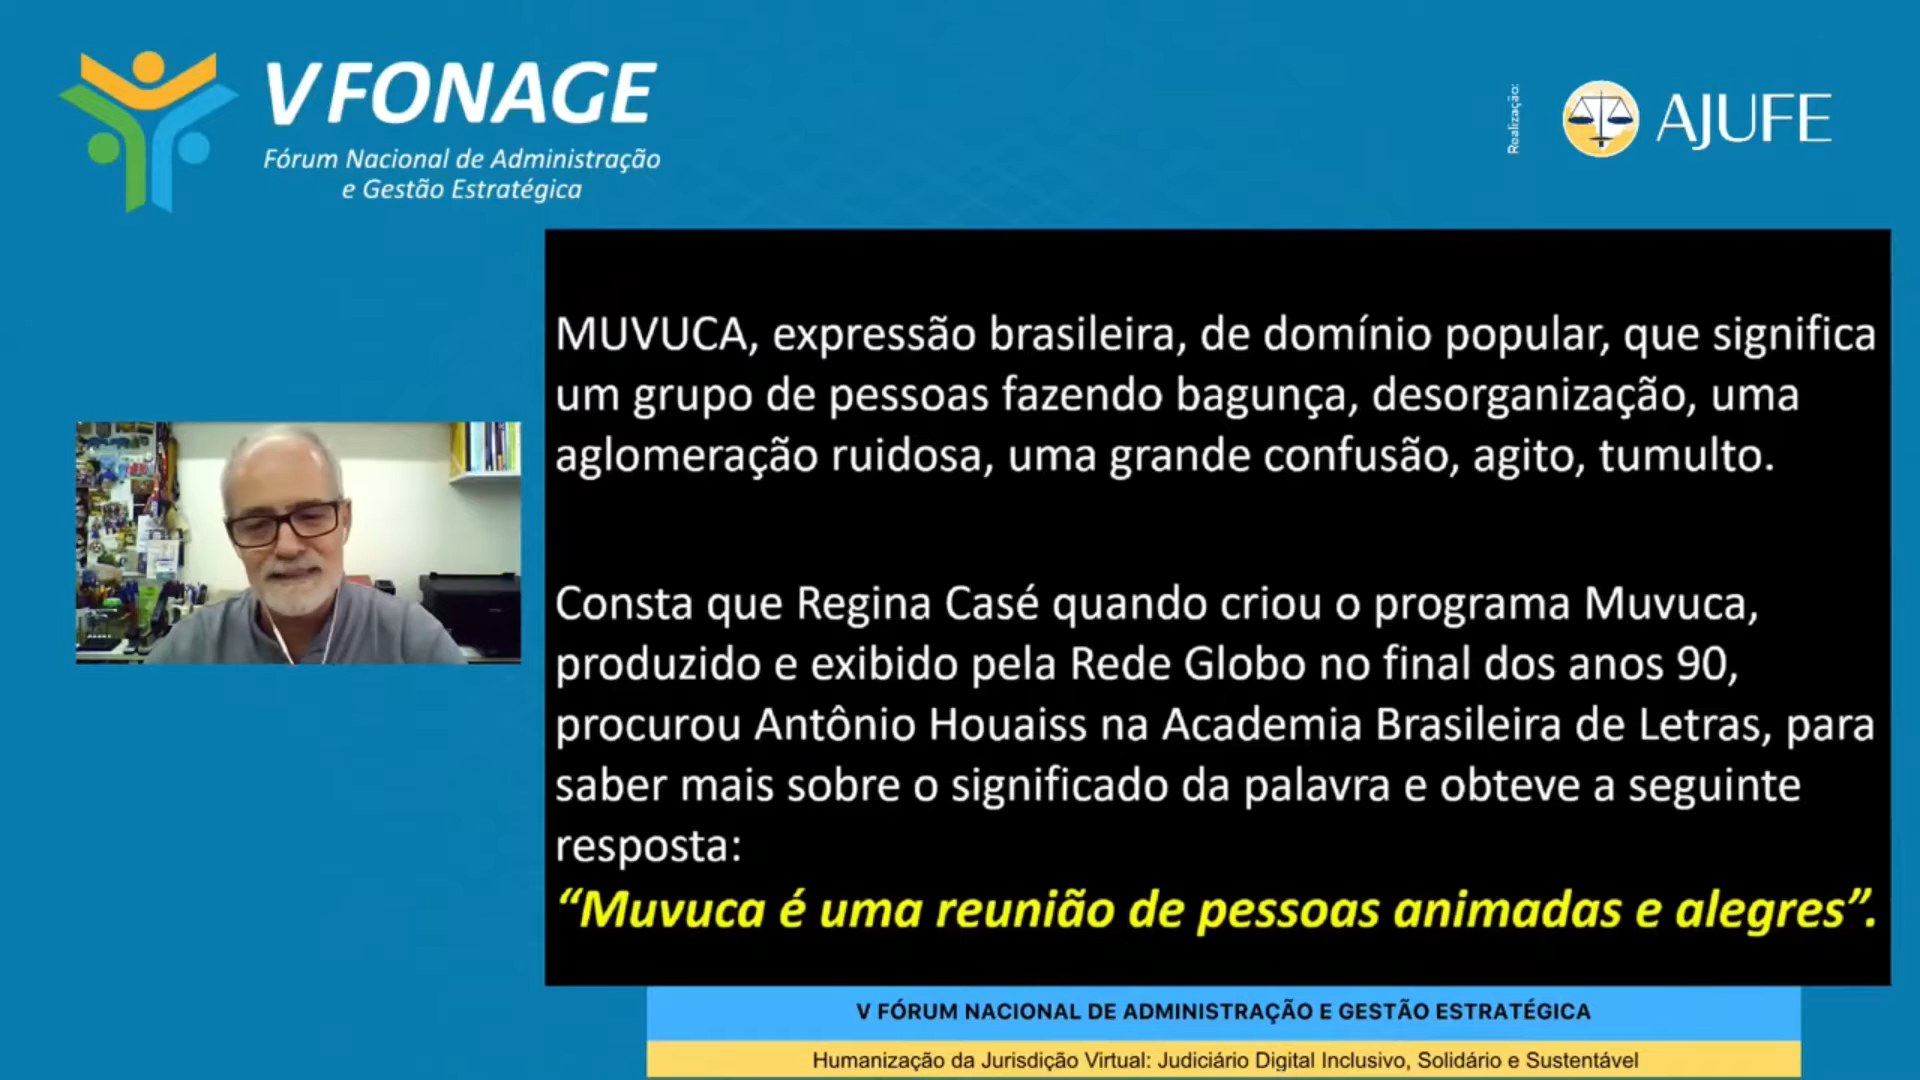 V FONAGE
Fórum Nacional de Administração
e Gestão Estratégica
Realização:
AJUFE
MUVUCA, expressão brasileira, de domínio popular, que significa
um grupo de pessoas fazendo bagunça, desorganização, uma
aglomeração ruidosa, uma grande confusão, agito, tumulto.
Consta que Regina Casé quando criou o programa Muvuca,
produzido e exibido pela Rede Globo no final dos anos 90,
procurou Antônio Houaiss na Academia Brasileira de Letras, para
saber mais sobre o significado da palavra e obteve a seguinte
resposta:
“Muvuca é uma reunião de pessoas animadas e alegres”.
V FÓRUM NACIONAL DE ADMINISTRAÇÃO E GESTÃO ESTRATÉGICA
Humanização da Jurisdição Virtual: Judiciário Digital Inclusivo, Solidário e Sustentável